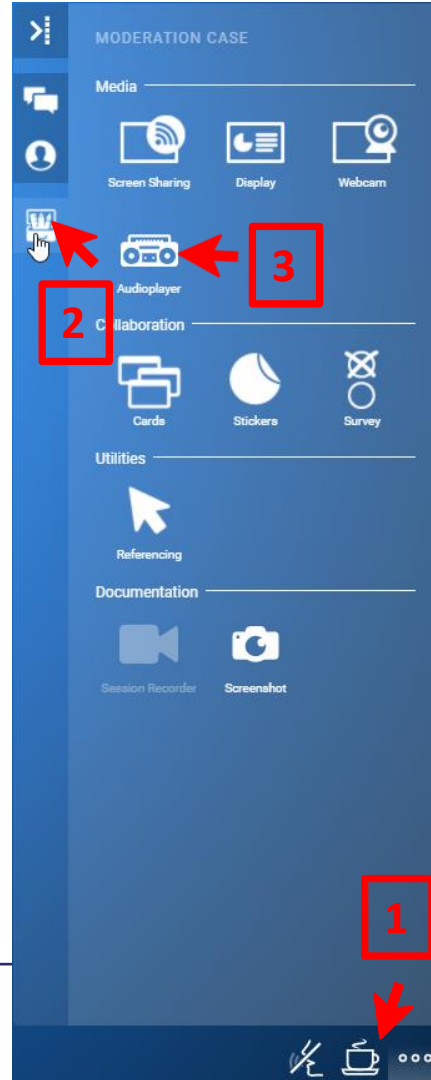 MODERATION CASE
Media
Screen Sharing Display Webcam
3
Audioplayer
2
Collaboration
Cards Stickers Survey
Utilities
Referencing
Documentation
Session Recorder Screenshot
1